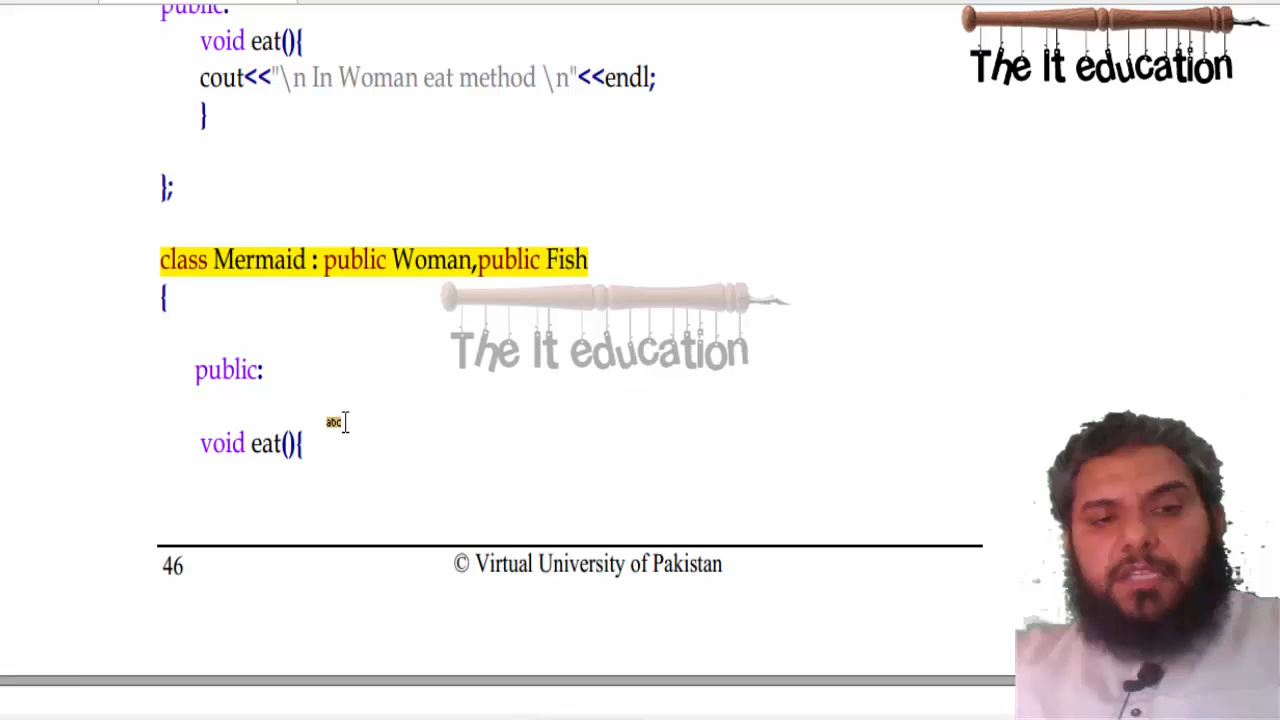 public:
The It education
void eat(){
cout<<"\n In Woman eat method \n"<<endl;
}
};
class Mermaid : public Woman,public Fish
{
The It education
public:
abc
void eat(){
46
© Virtual University of Pakistan